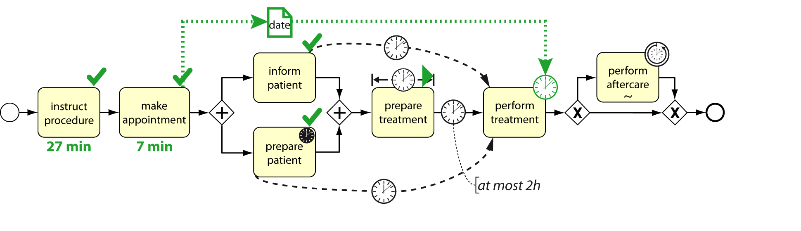 date
inform
patient
instruct
procedure
27 min
make
appointment
7 min
prepare
patient
prepare
treatment
perform
treatment
at most 2h
perform
aftercare
~
X
X